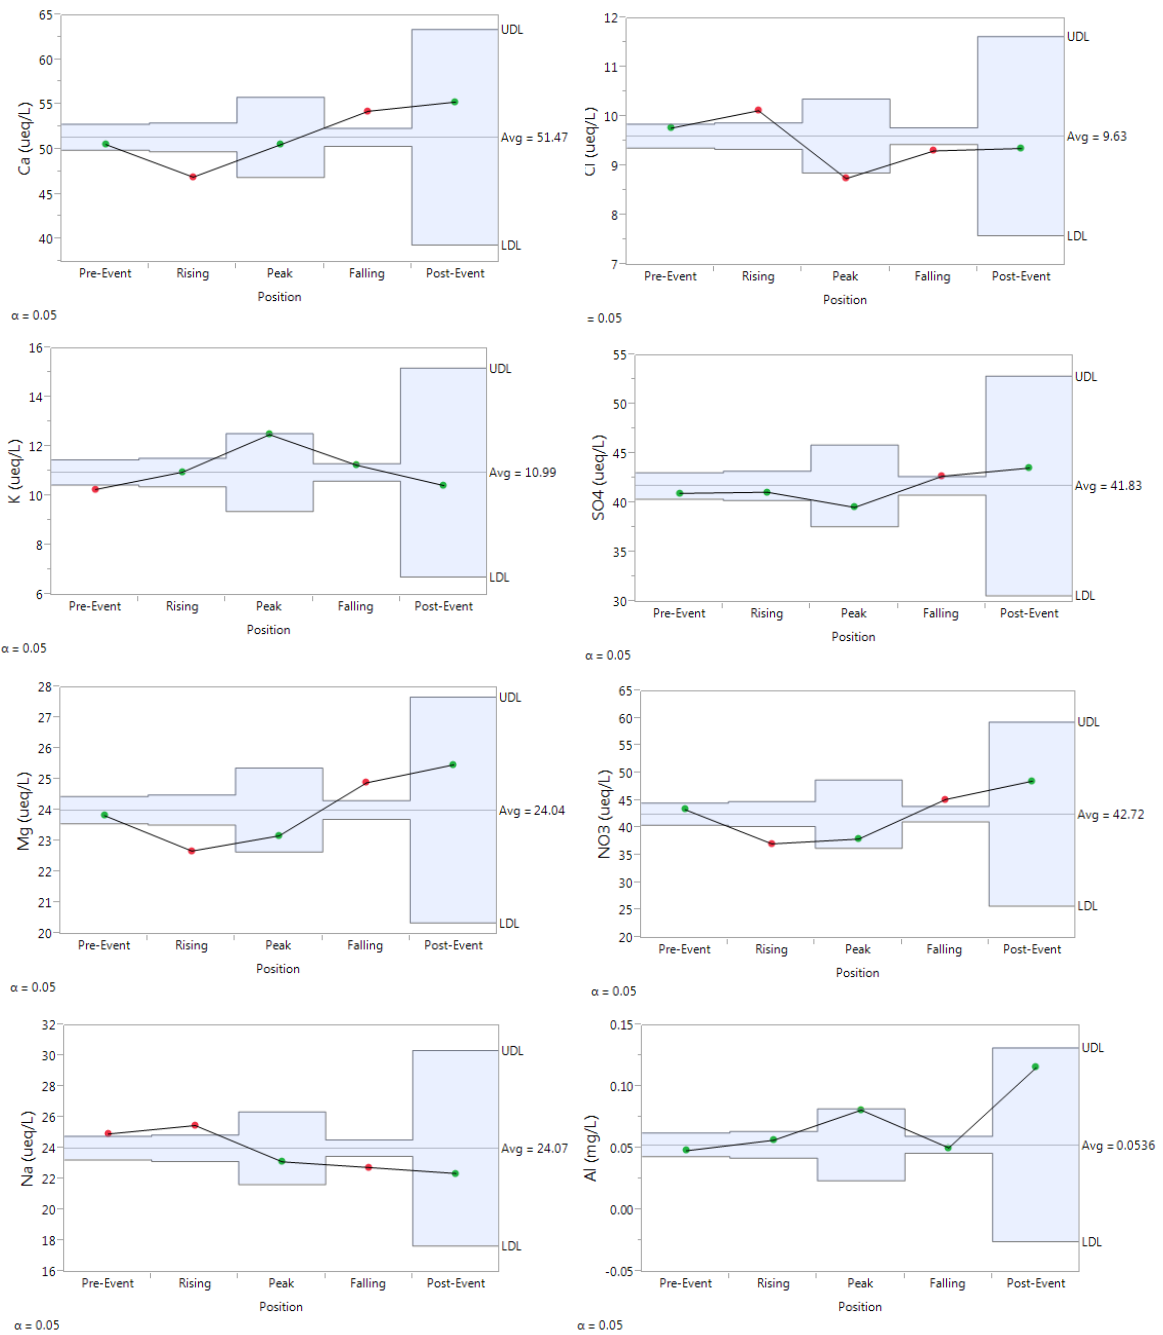 65
60
55
50
45
40
Ca (ueq/L)
UDL
Avg = 51.47
LDL
Pre-Event Rising Peak Falling Post-Event
Position
α = 0.05
12
11
10
9
8
7
Cl (ueq/L)
UDL
Avg = 9.63
LDL
Pre-Event Rising Peak Falling Post-Event
Position
= 0.05
16
14
12
10
8
6
K (ueq/L)
UDL
Avg = 10.99
LDL
Pre-Event Rising Peak Falling Post-Event
Position
α = 0.05
55
50
45
40
35
30
SO4 (ueq/L)
UDL
Avg = 41.83
LDL
Pre-Event Rising Peak Falling Post-Event
Position
α = 0.05
28
27
26
25
24
23
22
21
20
Mg (ueq/L)
UDL
Avg = 24.04
LDL
Pre-Event Rising Peak Falling Post-Event
Position
α = 0.05
65
60
55
50
45
40
35
30
25
20
NO3 (ueq/L)
UDL
Avg = 42.72
LDL
Pre-Event Rising Peak Falling Post-Event
Position
α = 0.05
32
30
28
26
24
22
20
18
16
Na (ueq/L)
UDL
Avg = 24.07
LDL
Pre-Event Rising Peak Falling Post-Event
Position
α = 0.05
0.15
0.10
0.05
0.00
-0.05
Al (mg/L)
UDL
Avg = 0.0536
LDL
Pre-Event Rising Peak Falling Post-Event
Position
α = 0.05